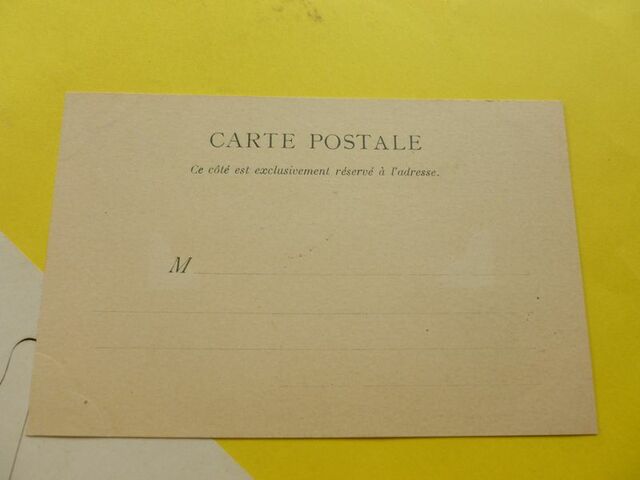 CARTE POSTALE
Ce côté est exclusivement réservé à l'adresse.
M